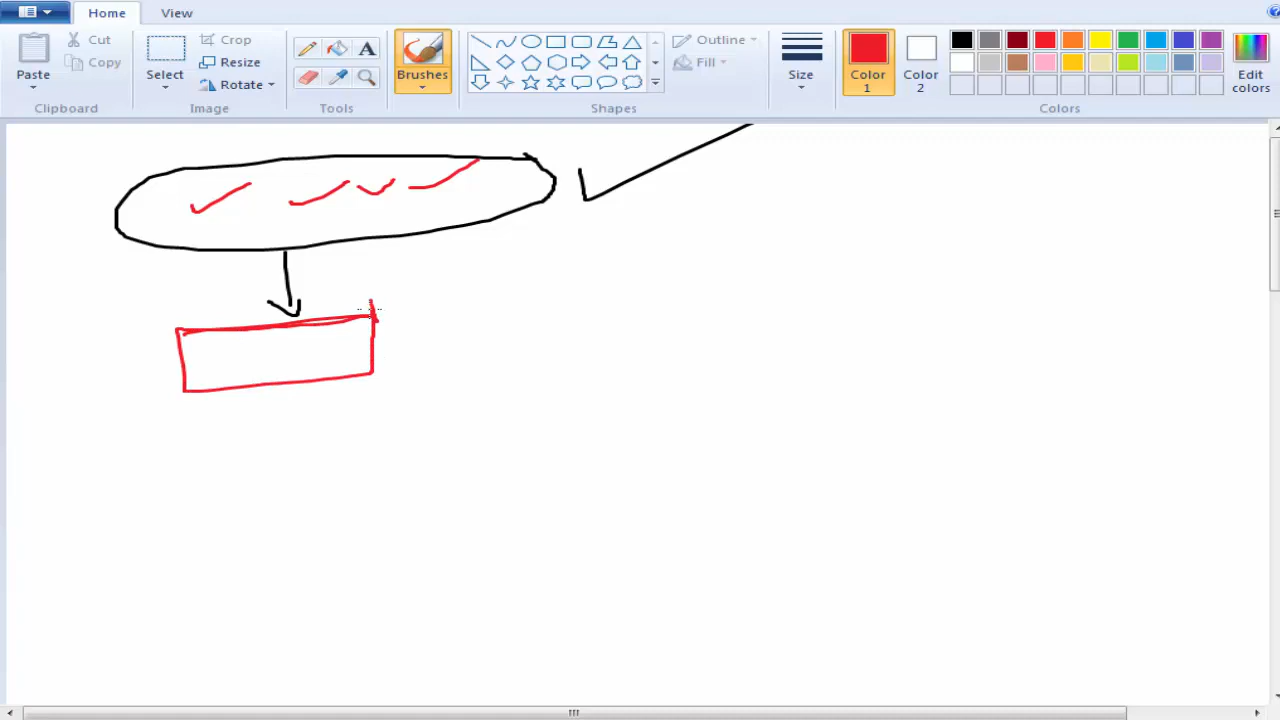 Home View
Paste Cut Copy Clipboard
Select Crop Resize Rotate Image
A Tools
Brushes
Shapes Outline Fill
Size
Color 1 Color 2 Edit colors Colors